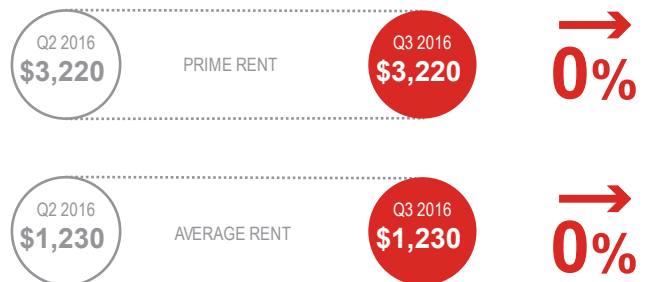 Q2 2016
$3,220
PRIME RENT
Q3 2016
$3,220
0%
Q2 2016
$1,230
AVERAGE RENT
Q3 2016
$1,230
0%